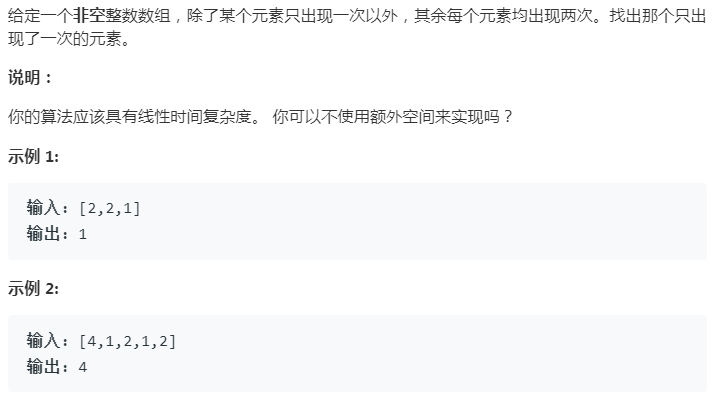 给定一个非空整数数组，除了某个元素只出现一次以外，其余每个元素均出现两次。找出那个只出
现了一次的元素。
说明：
你的算法应该具有线性时间复杂度。 你可以不使用额外空间来实现吗？
示例 1:
输入: [2,2,1]
输出: 1
示例 2:
输入: [4,1,2,1,2]
输出: 4